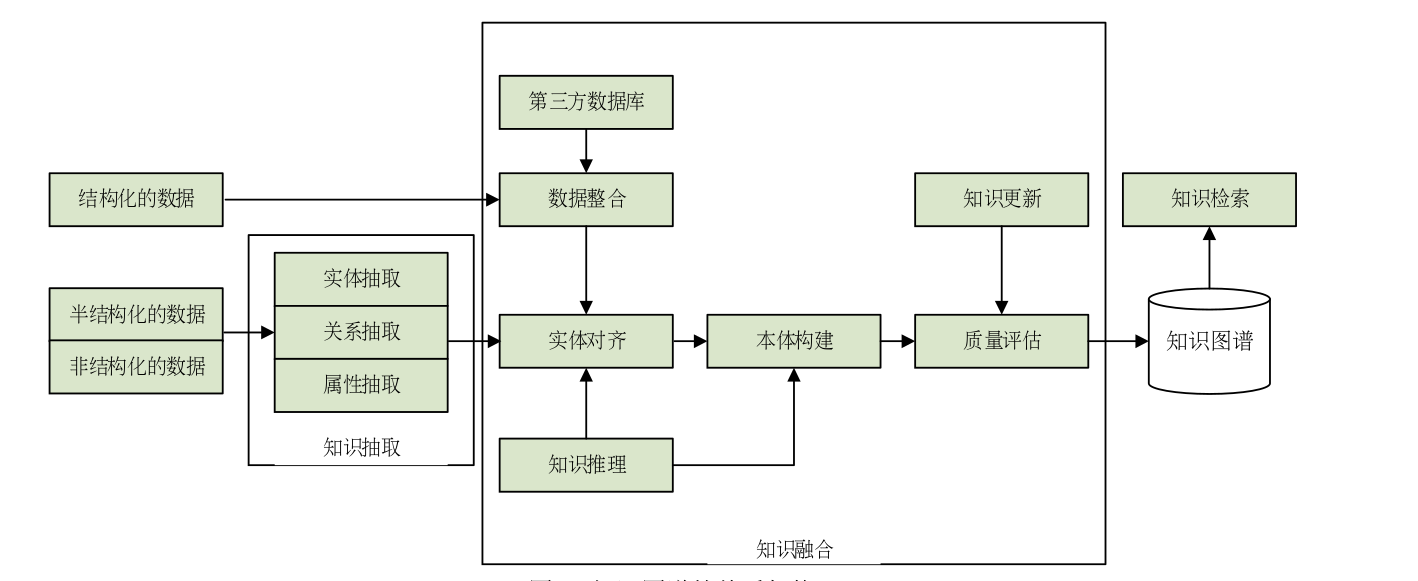 第三方数据库
结构化的数据
数据整合
知识更新
知识检索
实体抽取
半结构化的数据
关系抽取
实体对齐
本体构建
质量评估
知识图谱
非结构化的数据
属性抽取
知识抽取
知识推理
知识融合